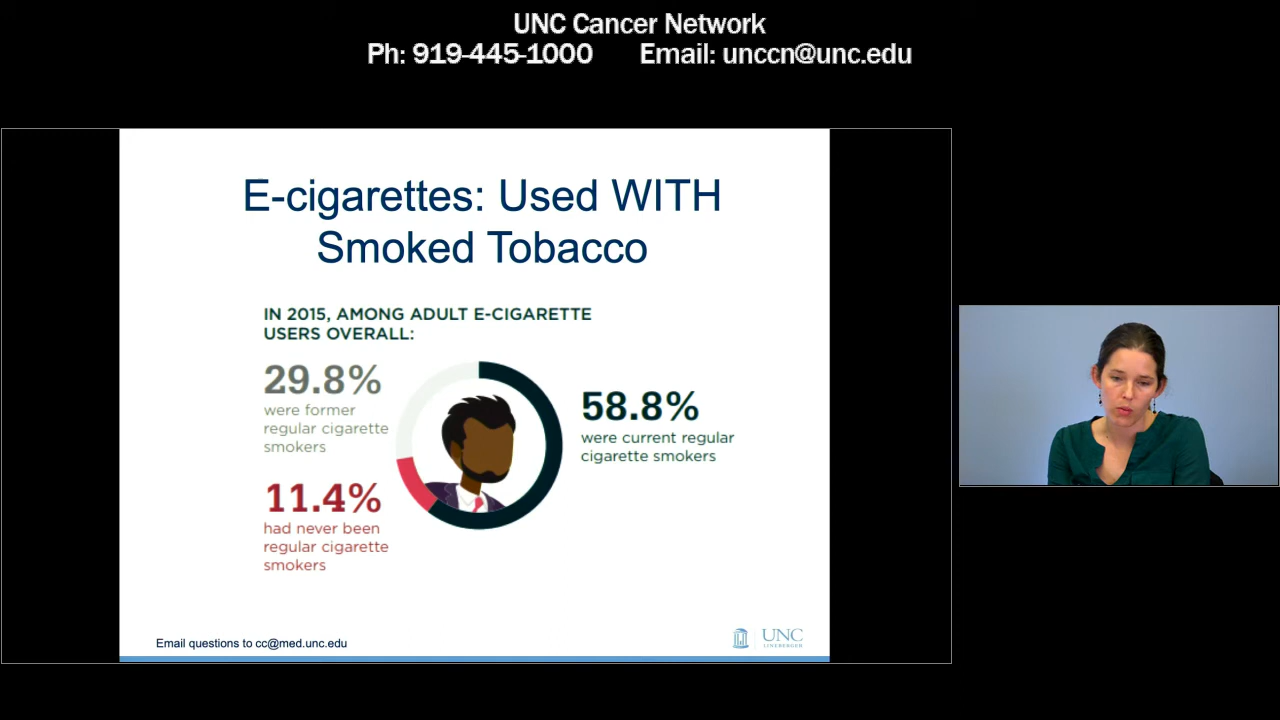 UNC Cancer Network
Ph: 919-445-1000 Email: unccn@unc.edu
E-cigarettes: Used WITH
Smoked Tobacco
IN 2015, AMONG ADULT E-CIGARETTE
USERS OVERALL:
29.8%
were former
regular cigarette
smokers
11.4%
had never been
regular cigarette
smokers
58.8%
were current regular
cigarette smokers
Email questions to cc@med.unc.edu
UNC
LINEBERGER